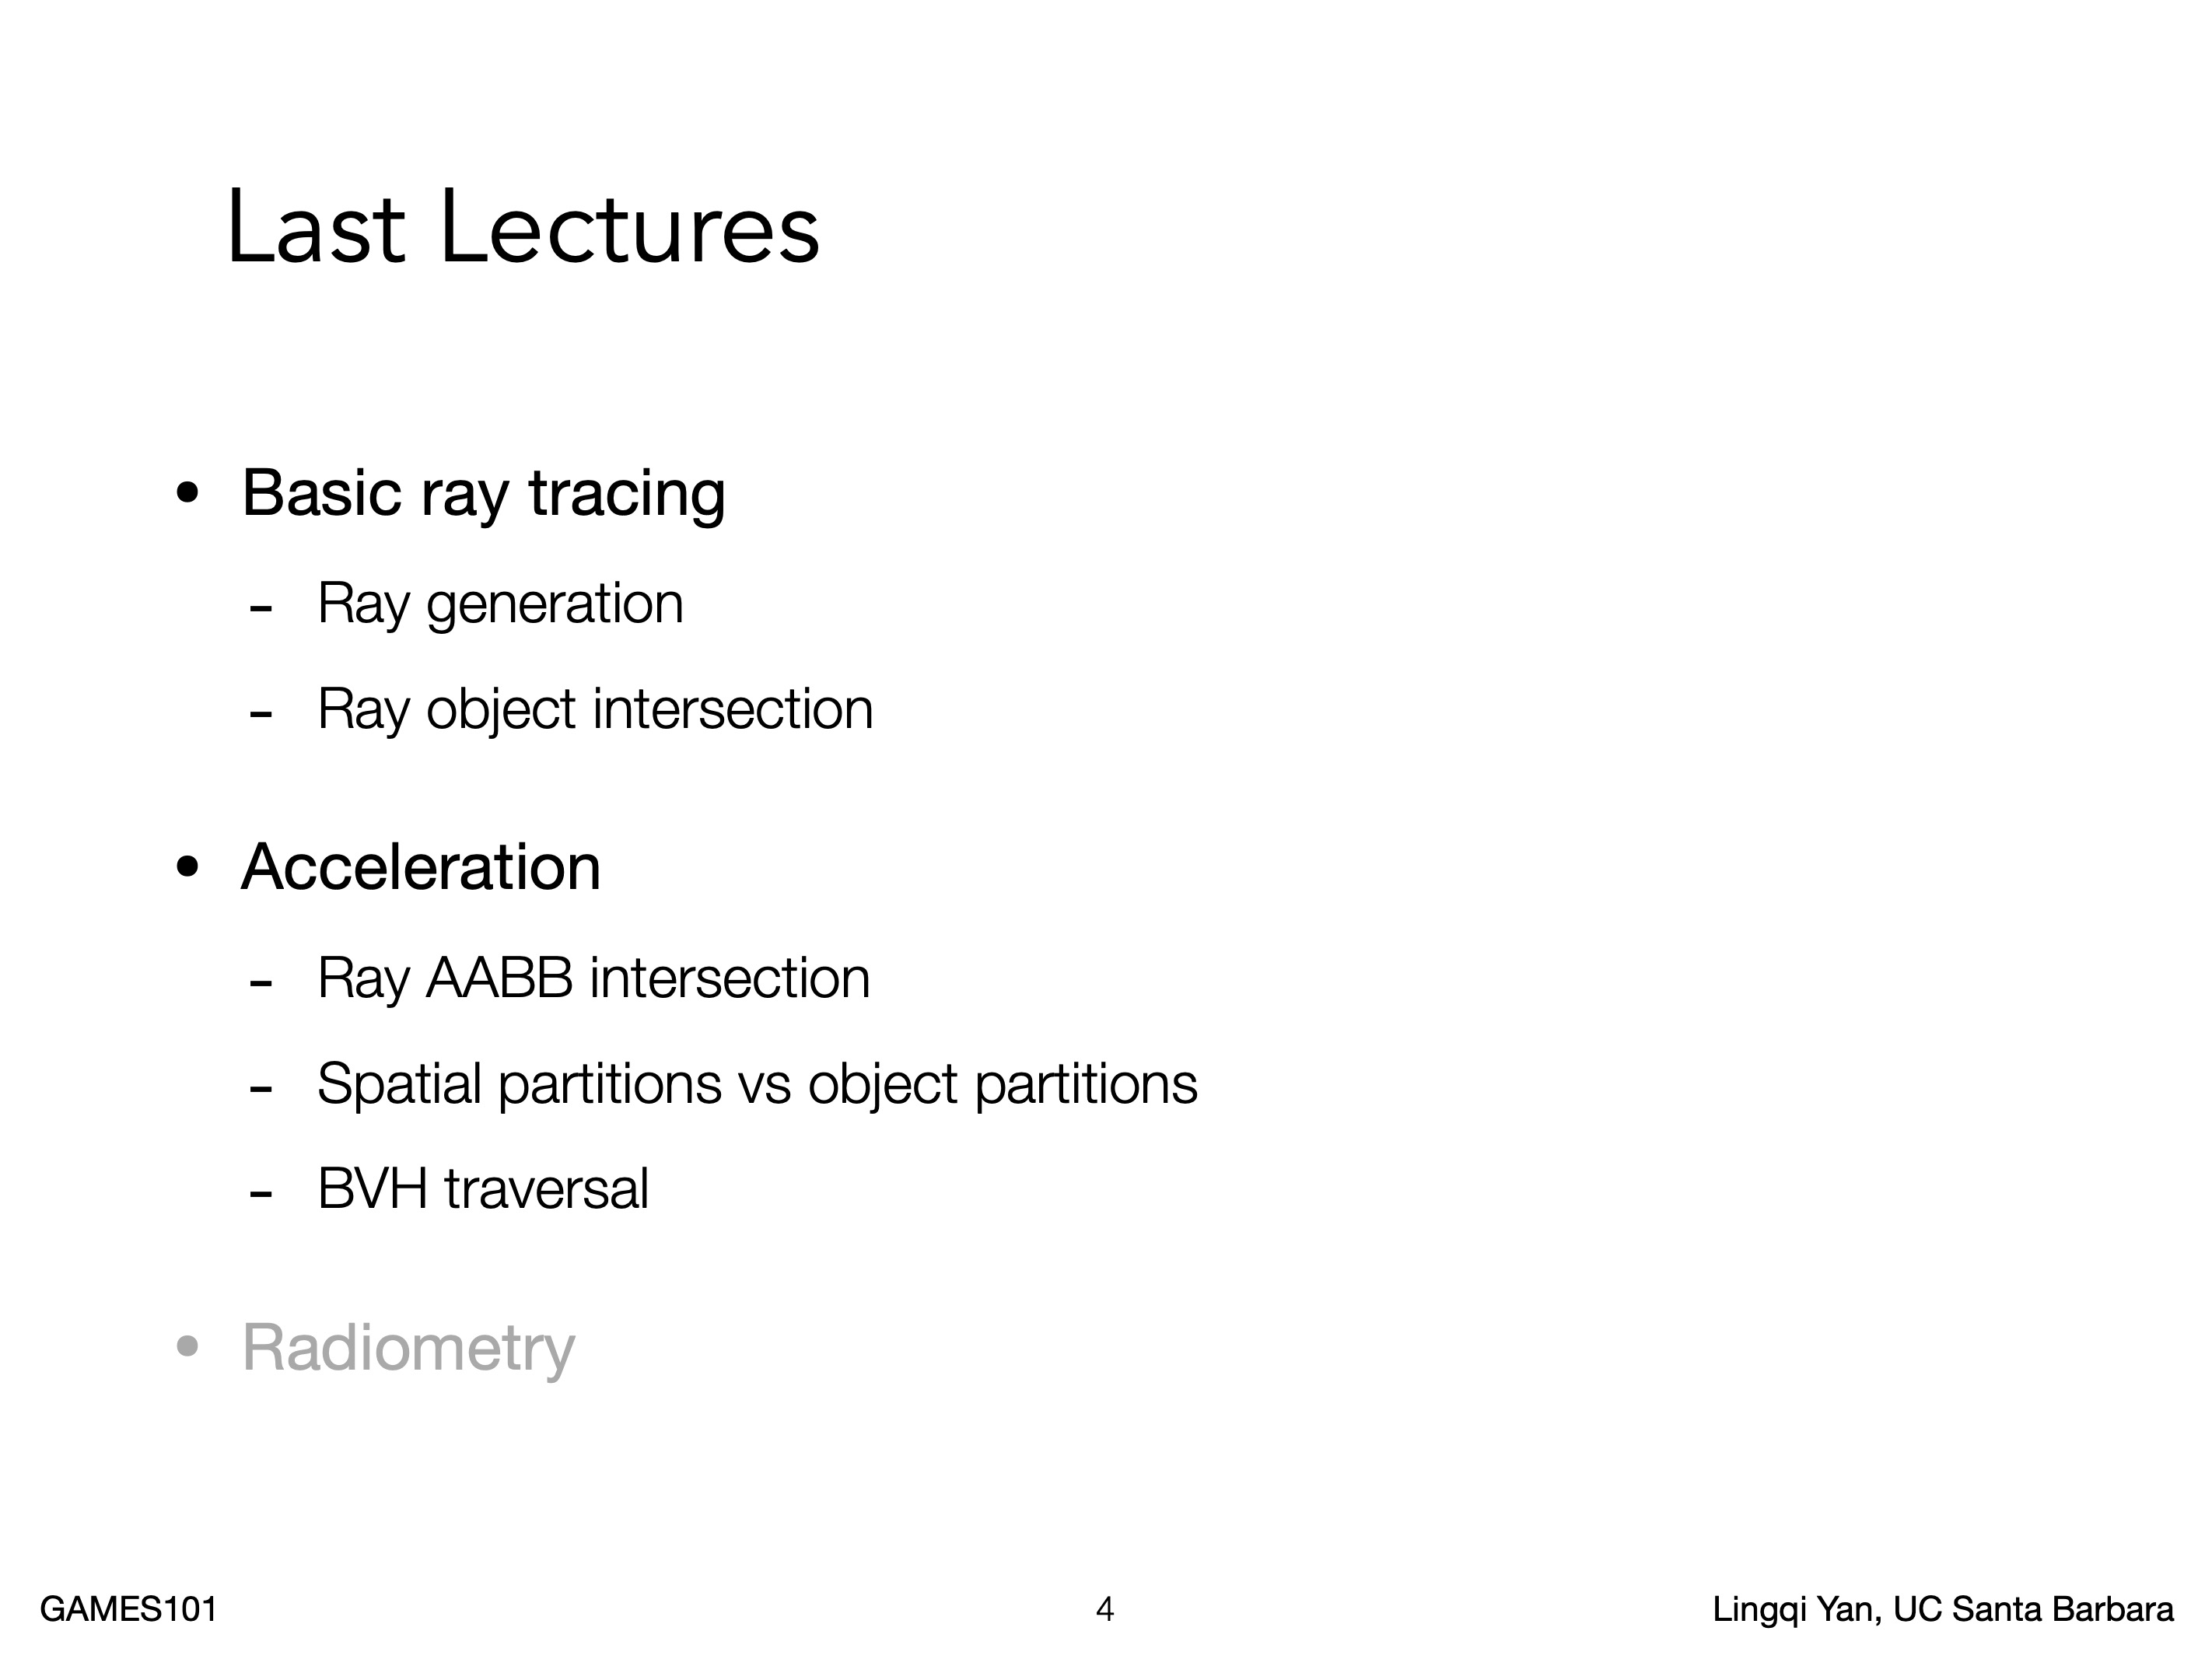 Last Lectures
• Basic ray tracing
- Ray generation
- Ray object intersection
• Acceleration
- Ray AABB intersection
- Spatial partitions vs object partitions
- BVH traversal
• Radiometry
GAMES101 4 Lingqi Yan, UC Santa Barbara